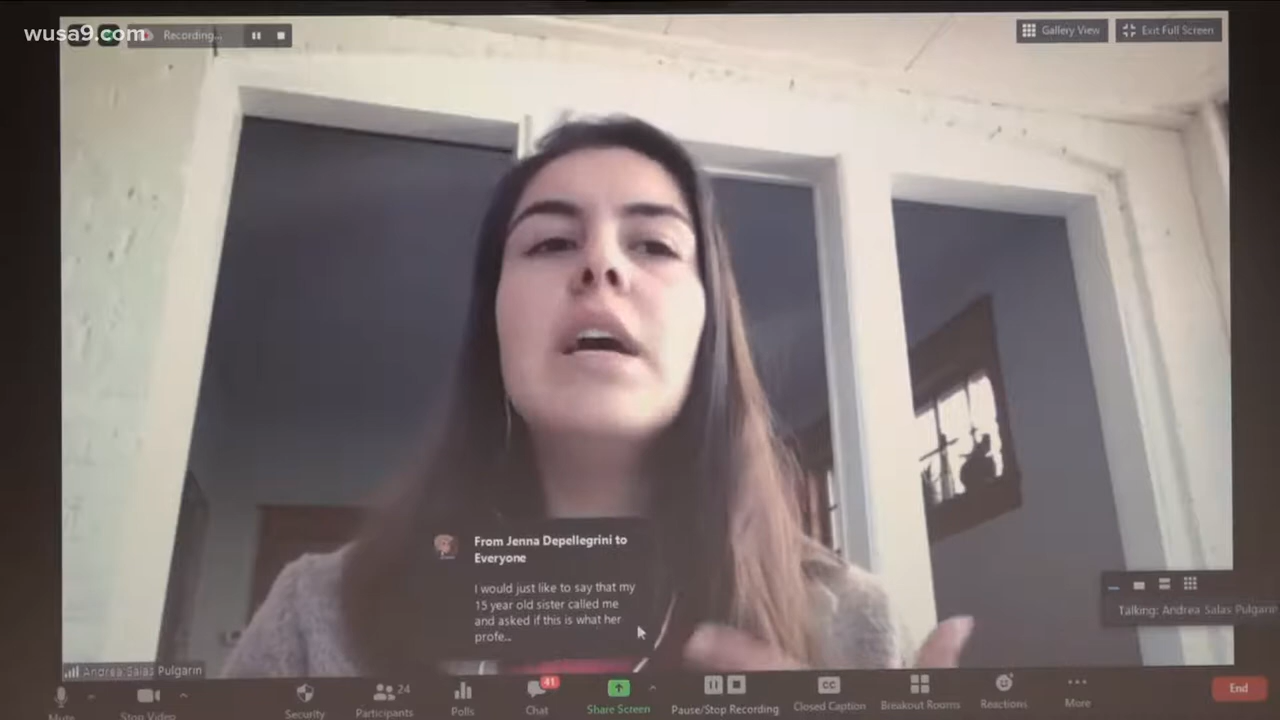 wusa9.com
Recording...
Gallery View
Exit Full Screen
From Jenna Depellegrini to
Everyone
I would just like to say that my
15 year old sister called me
and asked if this is what her
profe...
Talking: Andrea Salas Pulgarin
Andrea Salas Pulgarin
Mute
Stop Video
Security
24
Participants
Polls
41
Chat
Share Screen
Pause/Stop Recording
CC
Closed Caption
Breakout Rooms
Reactions
More
End